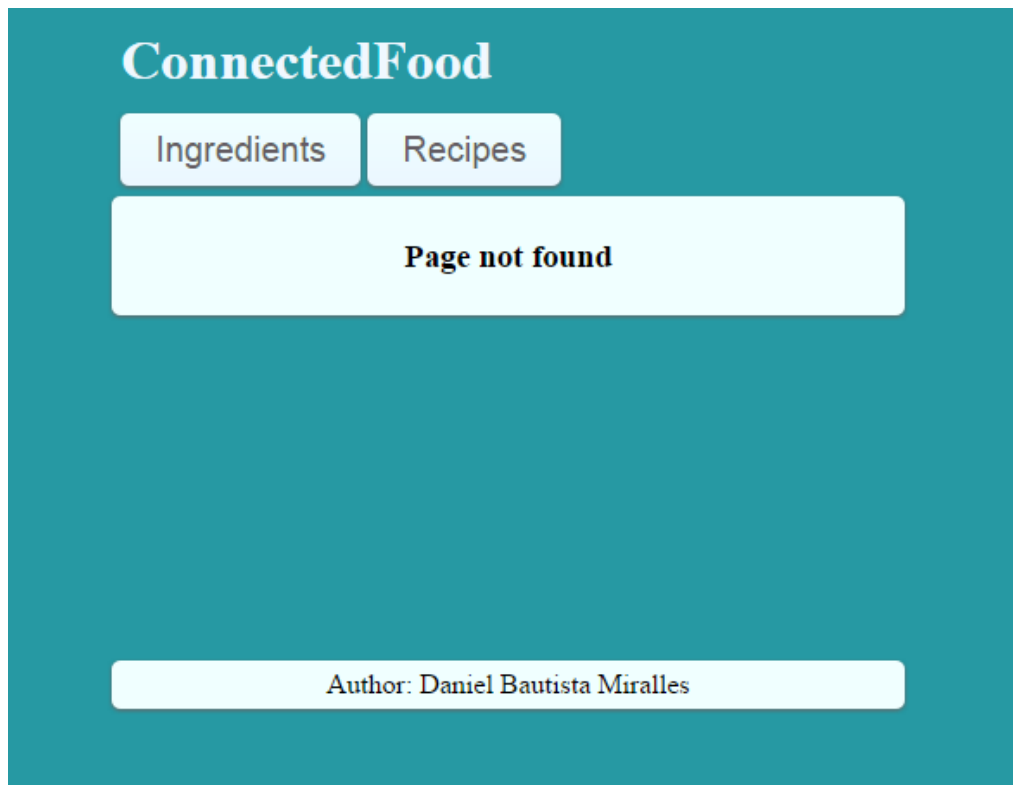 ConnectedFood
Ingredients Recipes
Page not found
Author: Daniel Bautista Miralles